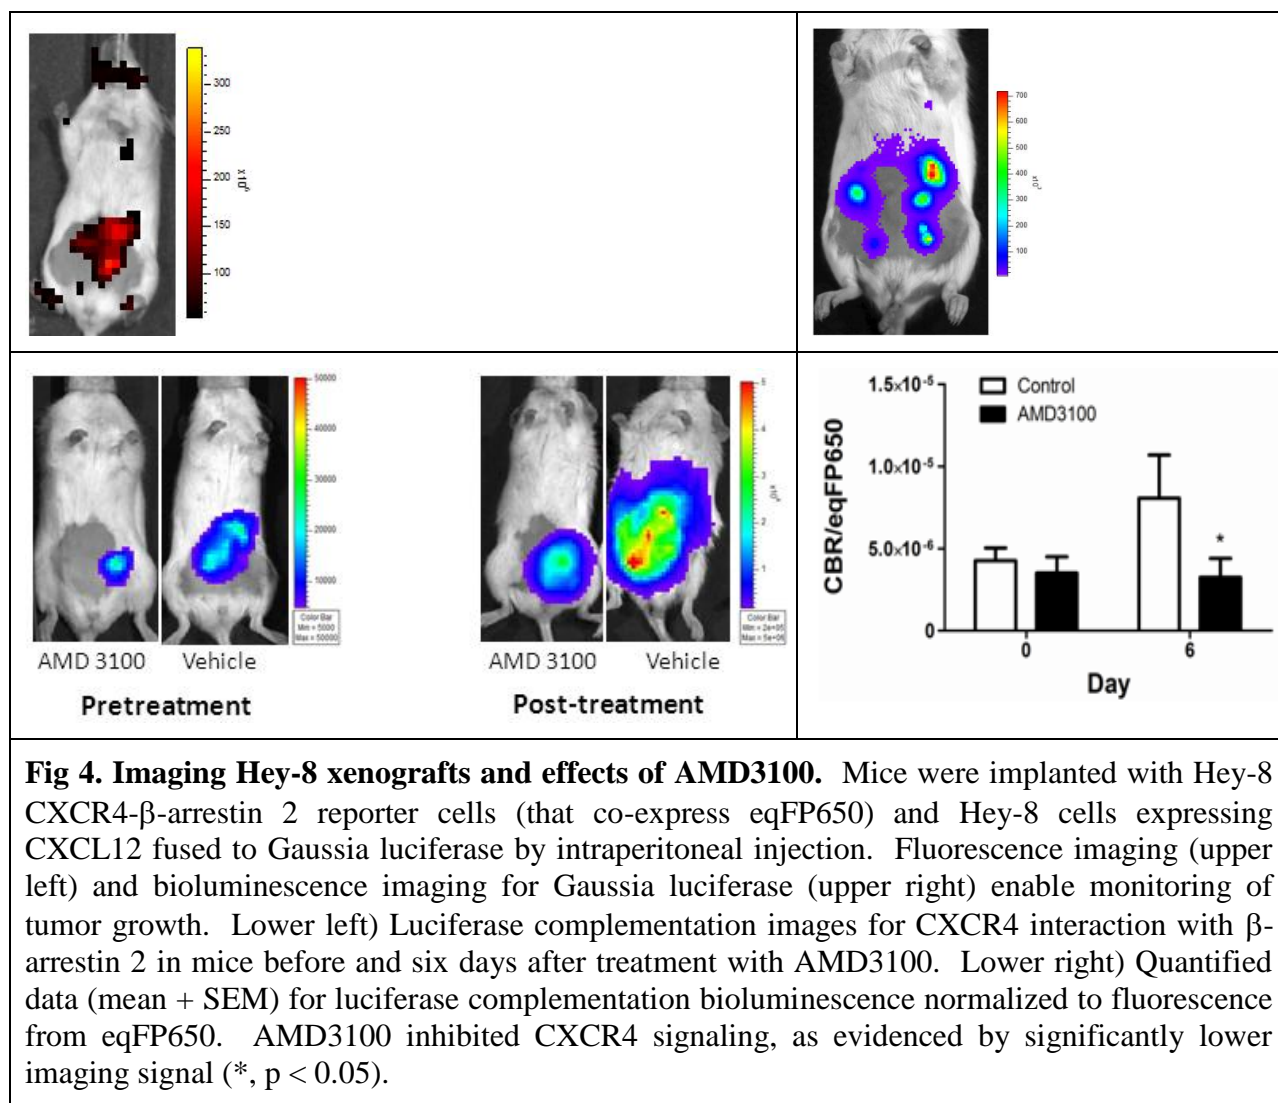 300
250
200
150
100
x10⁶
700
600
500
400
300
200
100
50000
40000
30000
20000
10000
Color Bar
Min = 5000
Max = 50000
AMD 3100 Vehicle
Pretreatment
5
4
3
2
1
Color Bar
Min = 2e+05
Max = 5e+06
AMD 3100 Vehicle
Post-treatment
CBR/eqFP650
1.5×10⁻⁵
1.0×10⁻⁵
5.0×10⁻⁶
0
Control
AMD3100
*
0 6
Day
Fig 4. Imaging Hey-8 xenografts and effects of AMD3100. Mice were implanted with Hey-8
CXCR4-β-arrestin 2 reporter cells (that co-express eqFP650) and Hey-8 cells expressing
CXCL12 fused to Gaussia luciferase by intraperitoneal injection. Fluorescence imaging (upper
left) and bioluminescence imaging for Gaussia luciferase (upper right) enable monitoring of
tumor growth. Lower left) Luciferase complementation images for CXCR4 interaction with β-
arrestin 2 in mice before and six days after treatment with AMD3100. Lower right) Quantified
data (mean + SEM) for luciferase complementation bioluminescence normalized to fluorescence
from eqFP650. AMD3100 inhibited CXCR4 signaling, as evidenced by significantly lower
imaging signal (*, p < 0.05).